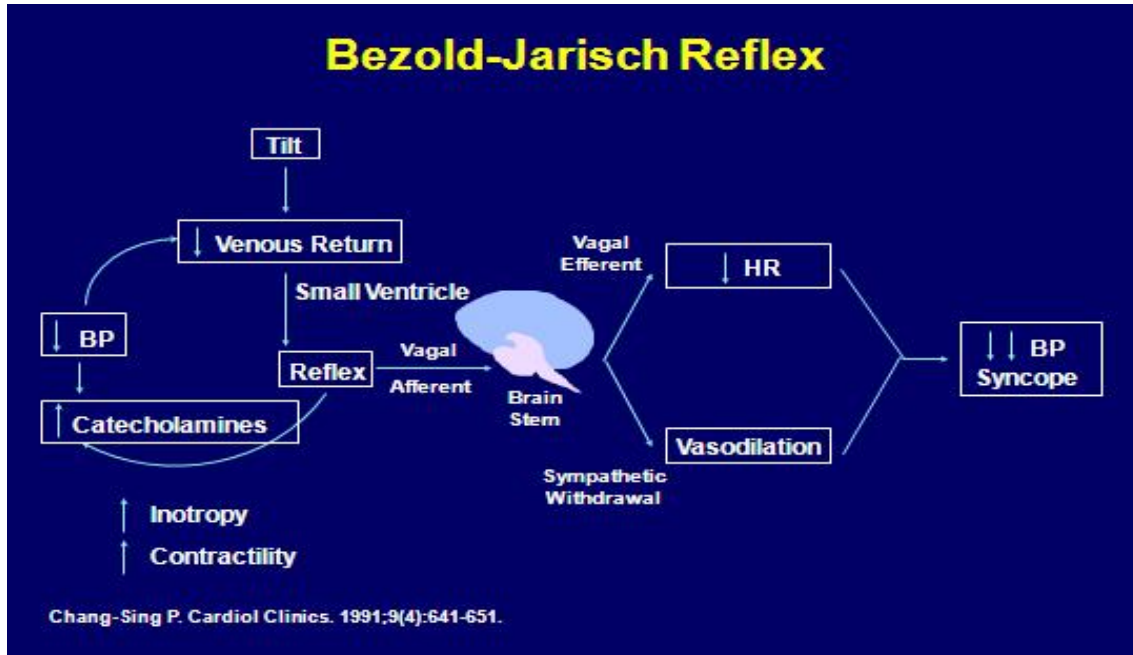 Bezold-Jarisch Reflex
Tilt
↓ Venous Return
Small Ventricle
↓ BP
Reflex
Vagal
Afferent
↑ Catecholamines
Brain
Stem
Vagal
Efferent
↓ HR
Sympathetic
Withdrawal
Vasodilation
↓ ↓ BP
Syncope
↑ Inotropy
↑ Contractility
Chang-Sing P. Cardiol Clinics. 1991;9(4):641-651.